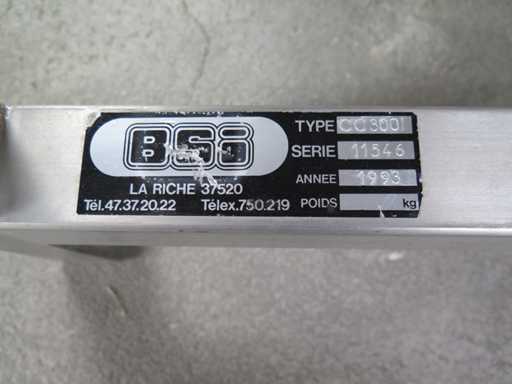 BSi
TYPE CC300I
SERIE 11546
ANNEE 1993
POIDS kg
LA RICHE 37520
Tél.47.37.20.22 Télex.750.219